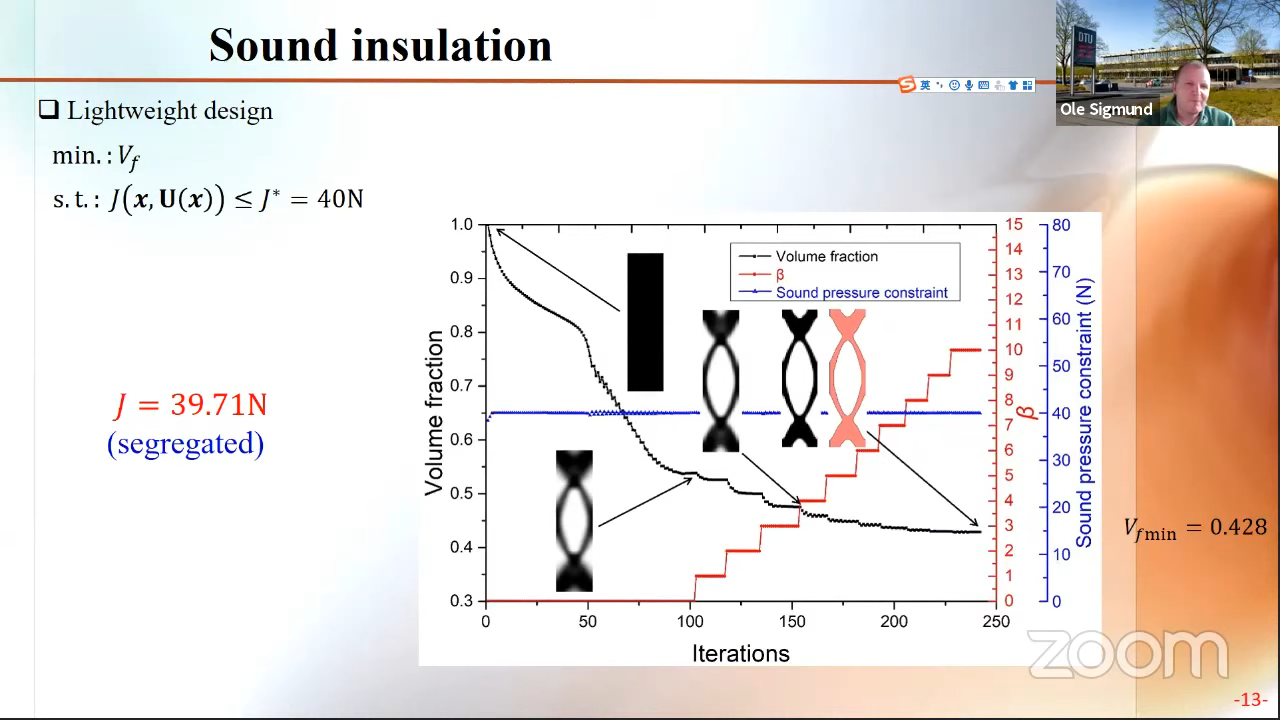 Sound insulation
英
DTU
Ole Sigmund
❑ Lightweight design
min.: V_f
s.t.: J(x, U(x)) ≤ J* = 40N
J = 39.71N
(segregated)
Volume fraction
β
Sound pressure constraint
1.0
0.9
0.8
0.7
0.6
0.5
0.4
0.3
Volume fraction
0
50
100
150
200
250
Iterations
15
14
13
12
11
10
9
8
7
6
5
4
3
2
1
0
β
80
70
60
50
40
30
20
10
0
Sound pressure constraint (N)
V_fmin = 0.428
zoom
-13-